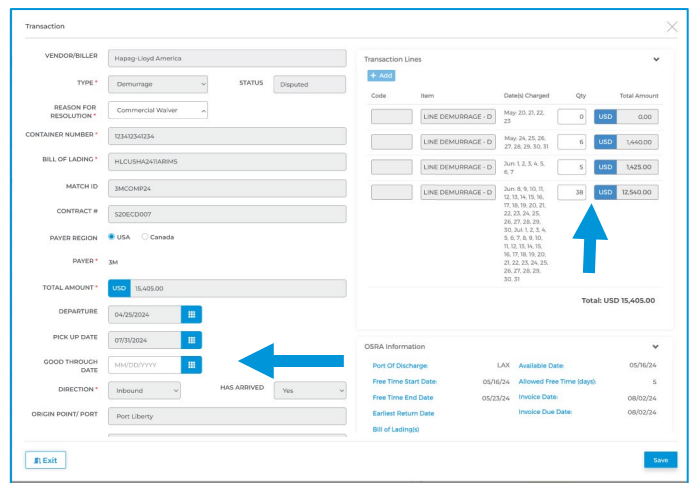 Transaction
VENDOR/BILLER Hapag-Lloyd America
TYPE * Demurrage STATUS Disputed
REASON FOR
RESOLUTION * Commercial Waiver
CONTAINER NUMBER * 123412341234
BILL OF LADING * HLCUSHA2411ARIMS
MATCH ID 3MCOMP24
CONTRACT # S20ECD007
PAYER REGION USA Canada
PAYER * 3M
TOTAL AMOUNT * USD 15,405.00
DEPARTURE 04/25/2024
PICK UP DATE 07/31/2024
GOOD THROUGH
DATE MM/DD/YYYY
DIRECTION * Inbound HAS ARRIVED Yes
ORIGIN POINT/ PORT Port Liberty
Transaction Lines
+ Add
Code Item Date(s) Charged Qty Total Amount
LINE DEMURRAGE - D May: 20, 21, 22, 0 USD 0.00
23
LINE DEMURRAGE - D May: 24, 25, 26, 6 USD 1,440.00
27, 28, 29, 30, 31
LINE DEMURRAGE - D Jun: 1, 2, 3, 4, 5, 5 USD 1,425.00
6, 7
LINE DEMURRAGE - D Jun: 8, 9, 10, 11, 38 USD 12,540.00
12, 13, 14, 15, 16,
17, 18, 19, 20, 21,
22, 23, 24, 25,
26, 27, 28, 29,
30, Jul: 1, 2, 3, 4,
5, 6, 7, 8, 9, 10,
11, 12, 13, 14, 15,
16, 17, 18, 19, 20,
21, 22, 23, 24, 25,
26, 27, 28, 29,
30, 31
Total: USD 15,405.00
OSRA Information
Port Of Discharge: LAX Available Date: 05/16/24
Free Time Start Date: 05/16/24 Allowed Free Time (days): 5
Free Time End Date 05/23/24 Invoice Date: 08/02/24
Earliest Return Date Invoice Due Date: 08/02/24
Bill of Lading(s)
Exit
Save